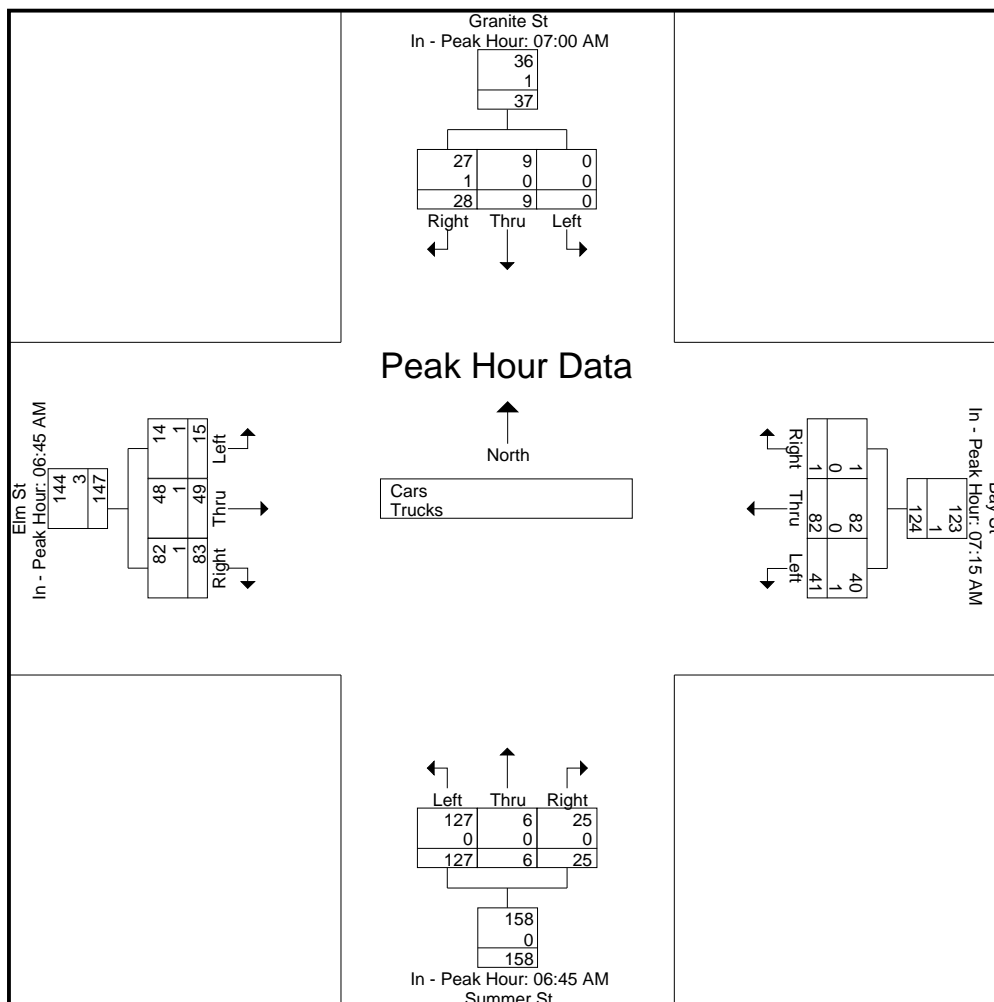 Granite St
In - Peak Hour: 07:00 AM
36
1
37
27 9 0
1 0 0
28 9 0
Right Thru Left
Peak Hour Data
North
Cars
Trucks
Elm St
In - Peak Hour: 06:45 AM
144
3
147
14 1 15
Left
48 1 49
Thru
82 1 83
Right
Right
1 0 1
Thru
82 0 82
Left
41 1 40
123
1
124
In - Peak Hour: 07:15 AM
St
Left Thru Right
127 6 25
0 0 0
127 6 25
158
0
158
In - Peak Hour: 06:45 AM
Summer St